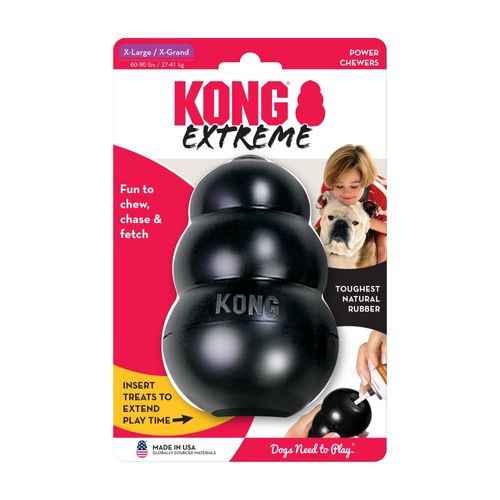 X-Large / X-Grand
60-90 lbs / 27-41 kg
POWER
CHEWERS
KONG
EXTREME
Fun to
chew,
chase &
fetch
KONG
TOUGHEST
NATURAL
RUBBER
INSERT
TREATS TO
EXTEND
PLAY TIME
MADE IN USA
GLOBALLY SOURCED MATERIALS
Dogs Need to Play.